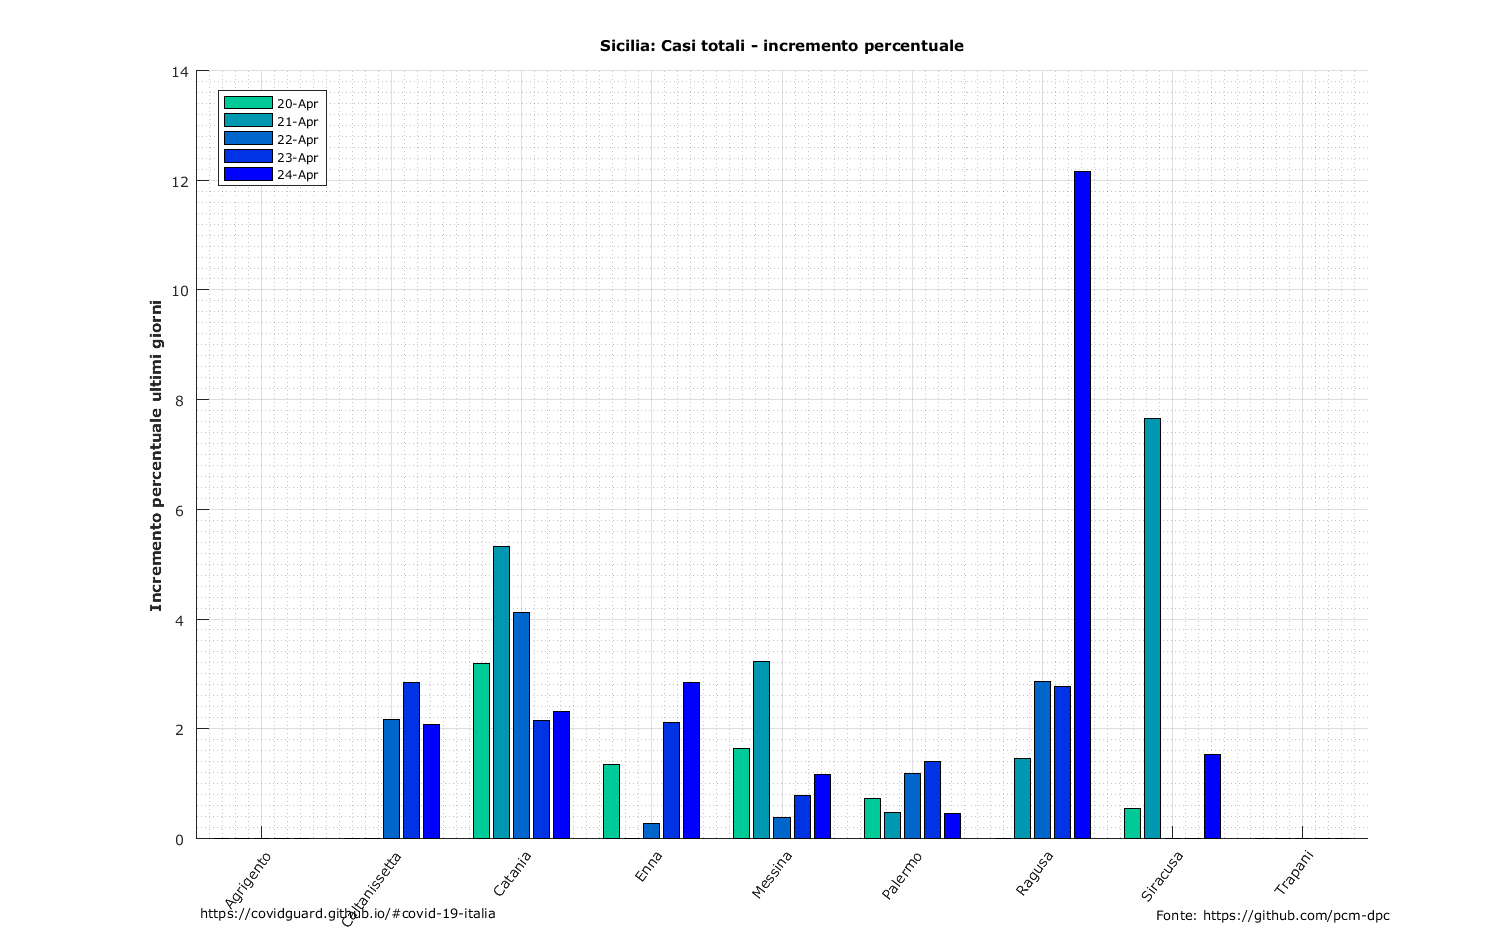 Sicilia: Casi totali - incremento percentuale
Incremento percentuale ultimi giorni
14
12
10
8
6
4
2
0
20-Apr
21-Apr
22-Apr
23-Apr
24-Apr
Agrigento
Caltanissetta
Catania
Enna
Messina
Palermo
Ragusa
Siracusa
Trapani
https://covidguard.github.io/#covid-19-italia
Fonte: https://github.com/pcm-dpc